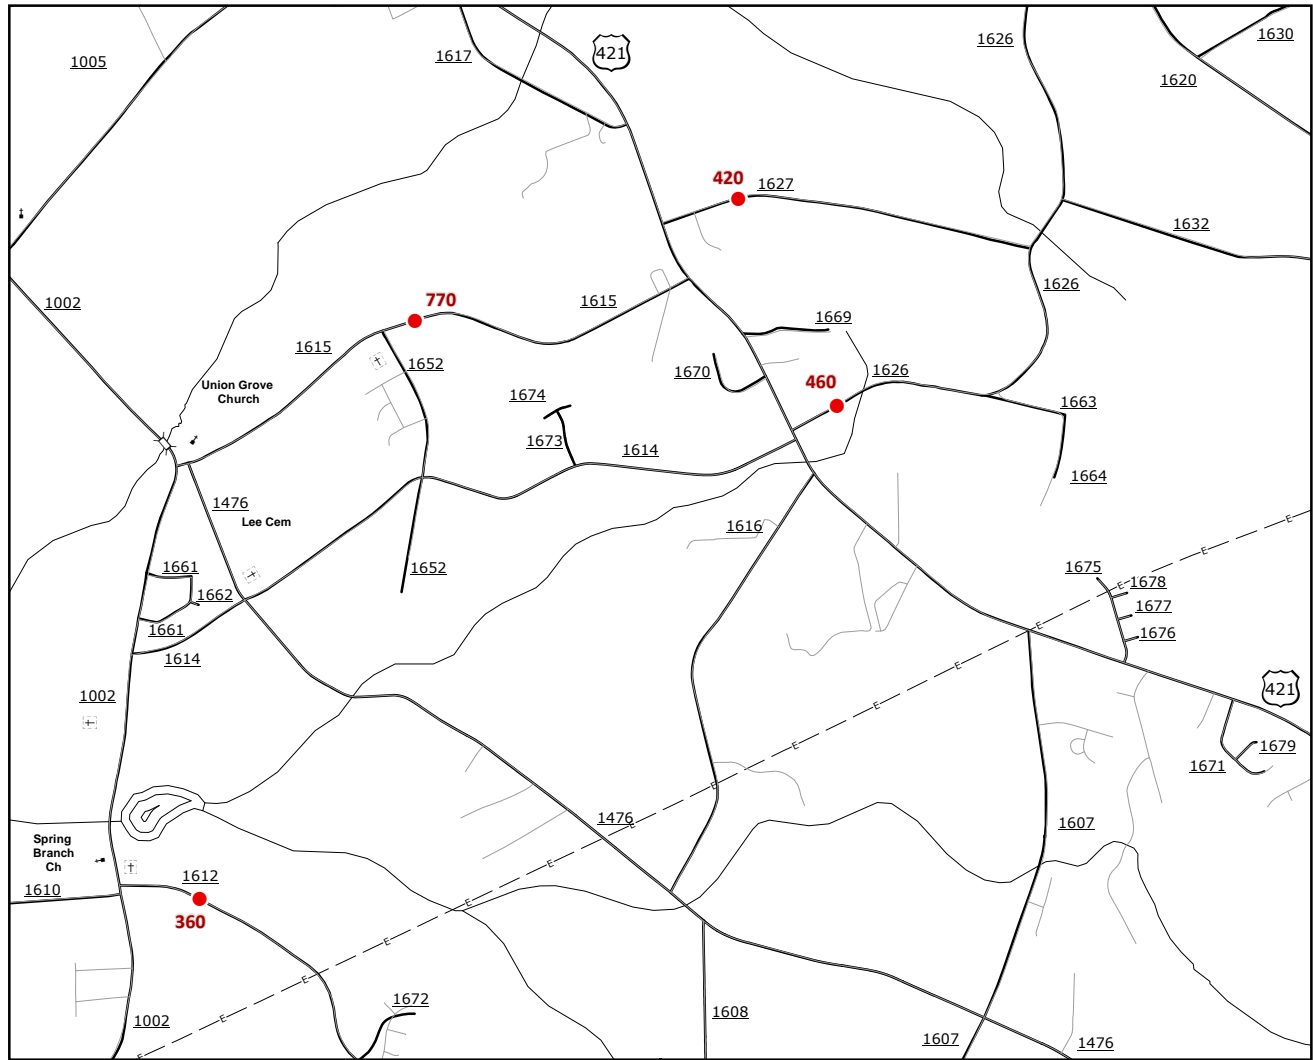 1630
1626
421
1617
1005
1620
420
1627
1632
1626
770
1615
1002
1669
1615
1652
1670
1626
460
Union Grove
Church
1674
1663
1673
1614
1664
1476
Lee Cem
1616
E
E
1661
1652
1675
E
1678
1662
1677
1661
E
1676
1614
E
421
1002
E
E
1679
1671
E
1476
E
1607
Spring
Branch
Ch
E
1612
1610
E
360
E
E
1672
E
1002
1608
1607
1476
E